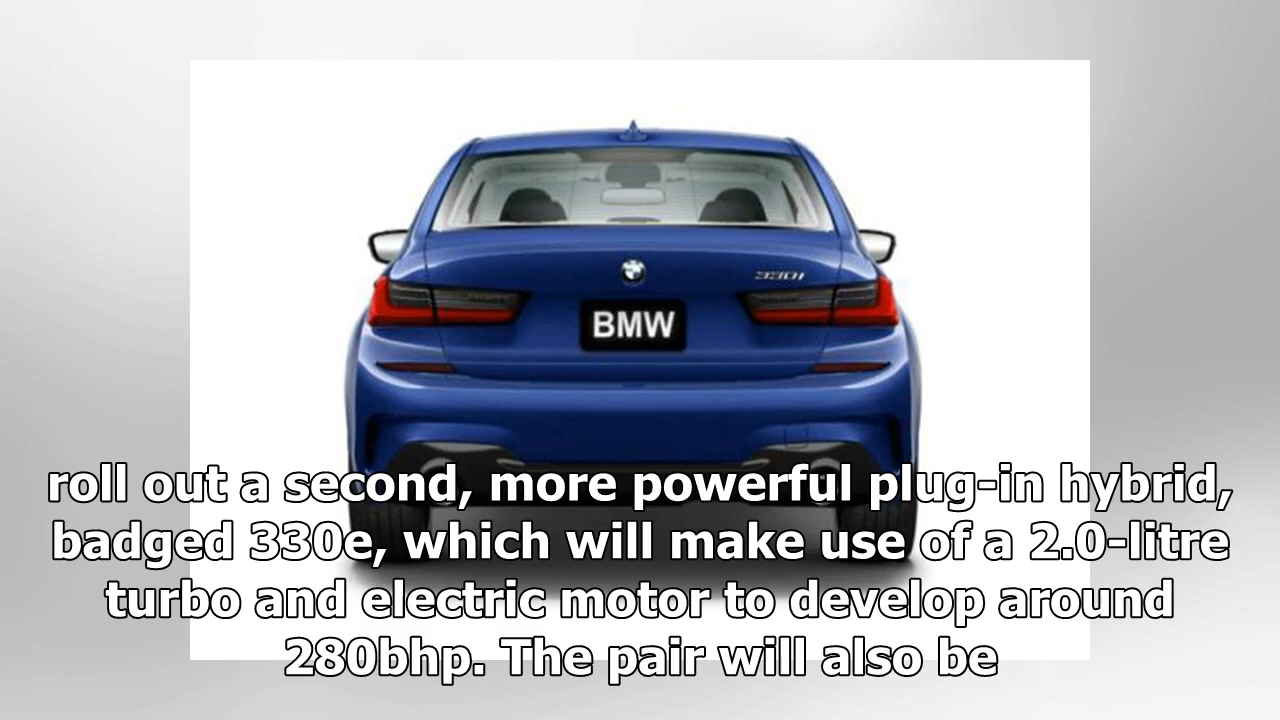 330i
BMW
roll out a second, more powerful plug-in hybrid,
badged 330e, which will make use of a 2.0-litre
turbo and electric motor to develop around
280bhp. The pair will also be